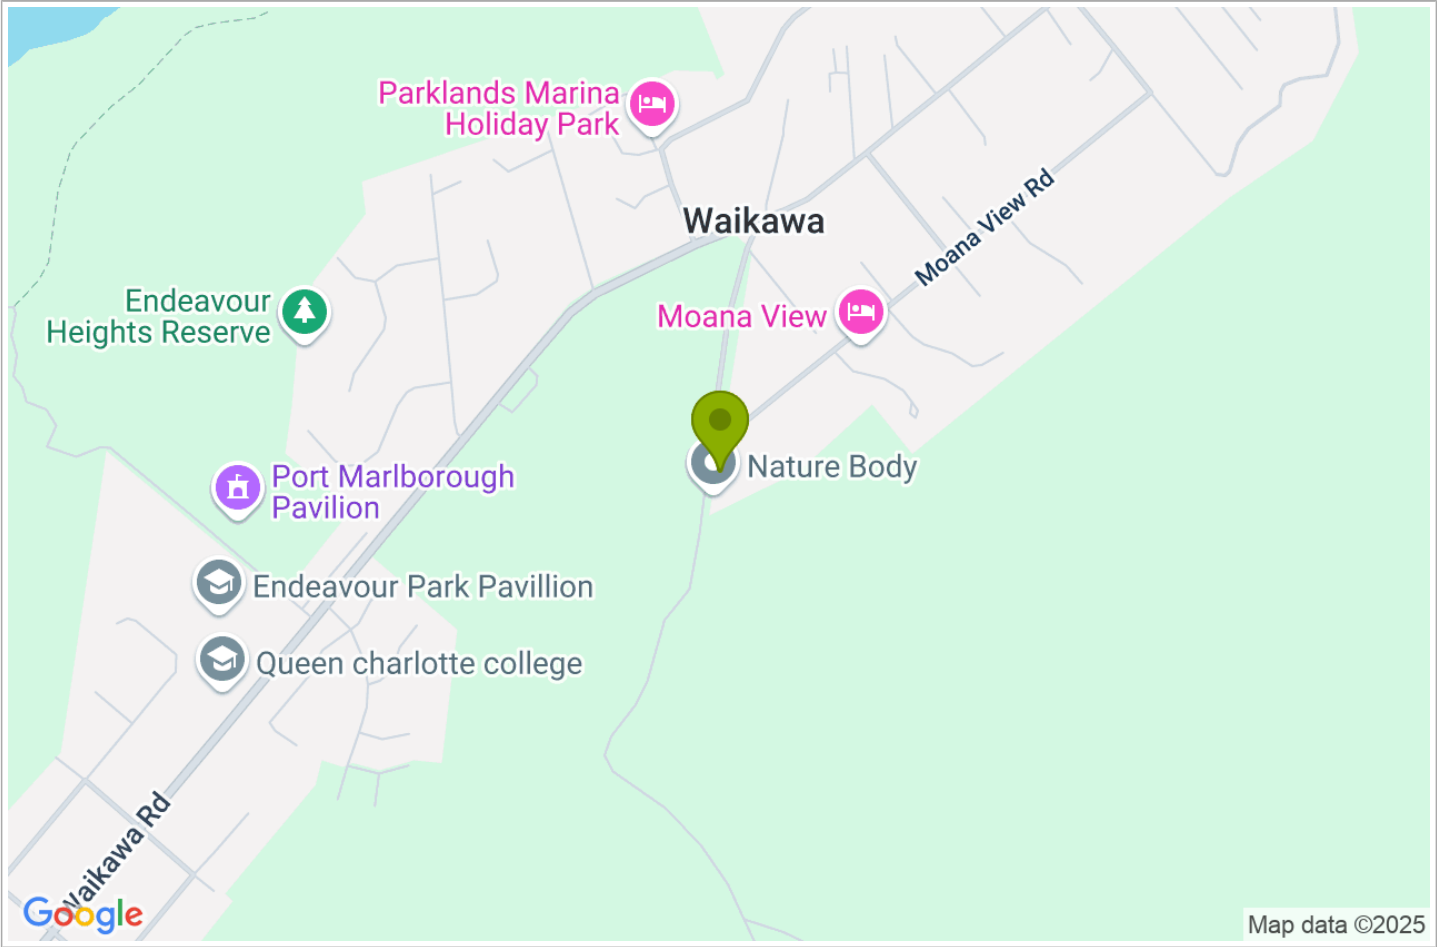 Parklands Marina
Holiday Park
Moana View Rd
Waikawa
Endeavour
Heights Reserve
Moana View
Nature Body
Port Marlborough
Pavilion
Endeavour Park Pavillion
Queen charlotte college
Waikawa Rd
Google
Map data ©2025